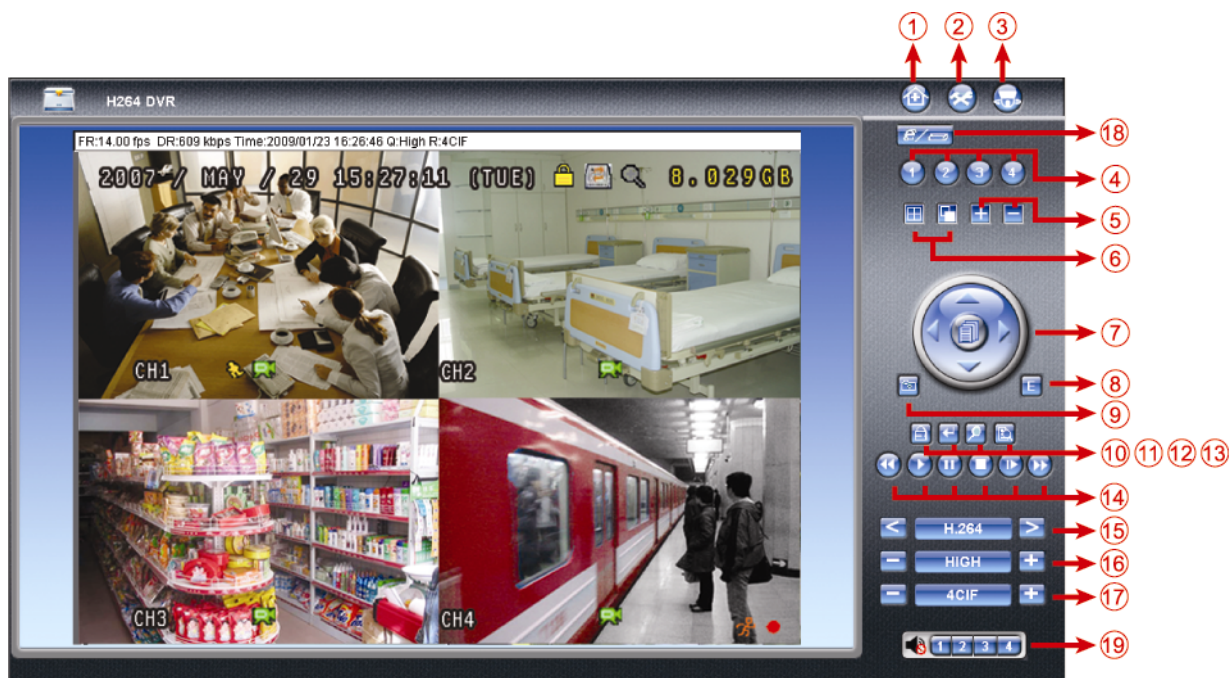 1 2 3
H264 DVR
18
FR:14.00 fps DR:609 kbps Time:2009/01/23 16:26:46 Q:High R:4CIF
2007 / MAY / 29 15:27:11 (TUE) 8.029GB
1 2 3 4
4
5
6
7
CH1 CH2
E
8
9
10 11 12 13
14
< H.264 >
15
- HIGH +
16
- 4CIF +
17
CH3 CH4
1 2 3 4
19